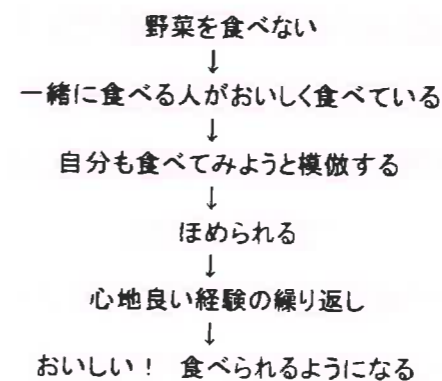 野菜を食べない
↓
一緒に食べる人がおいしく食べている
↓
自分も食べてみようと模倣する
↓
ほめられる
↓
心地良い経験の繰り返し
↓
おいしい! 食べられるようになる